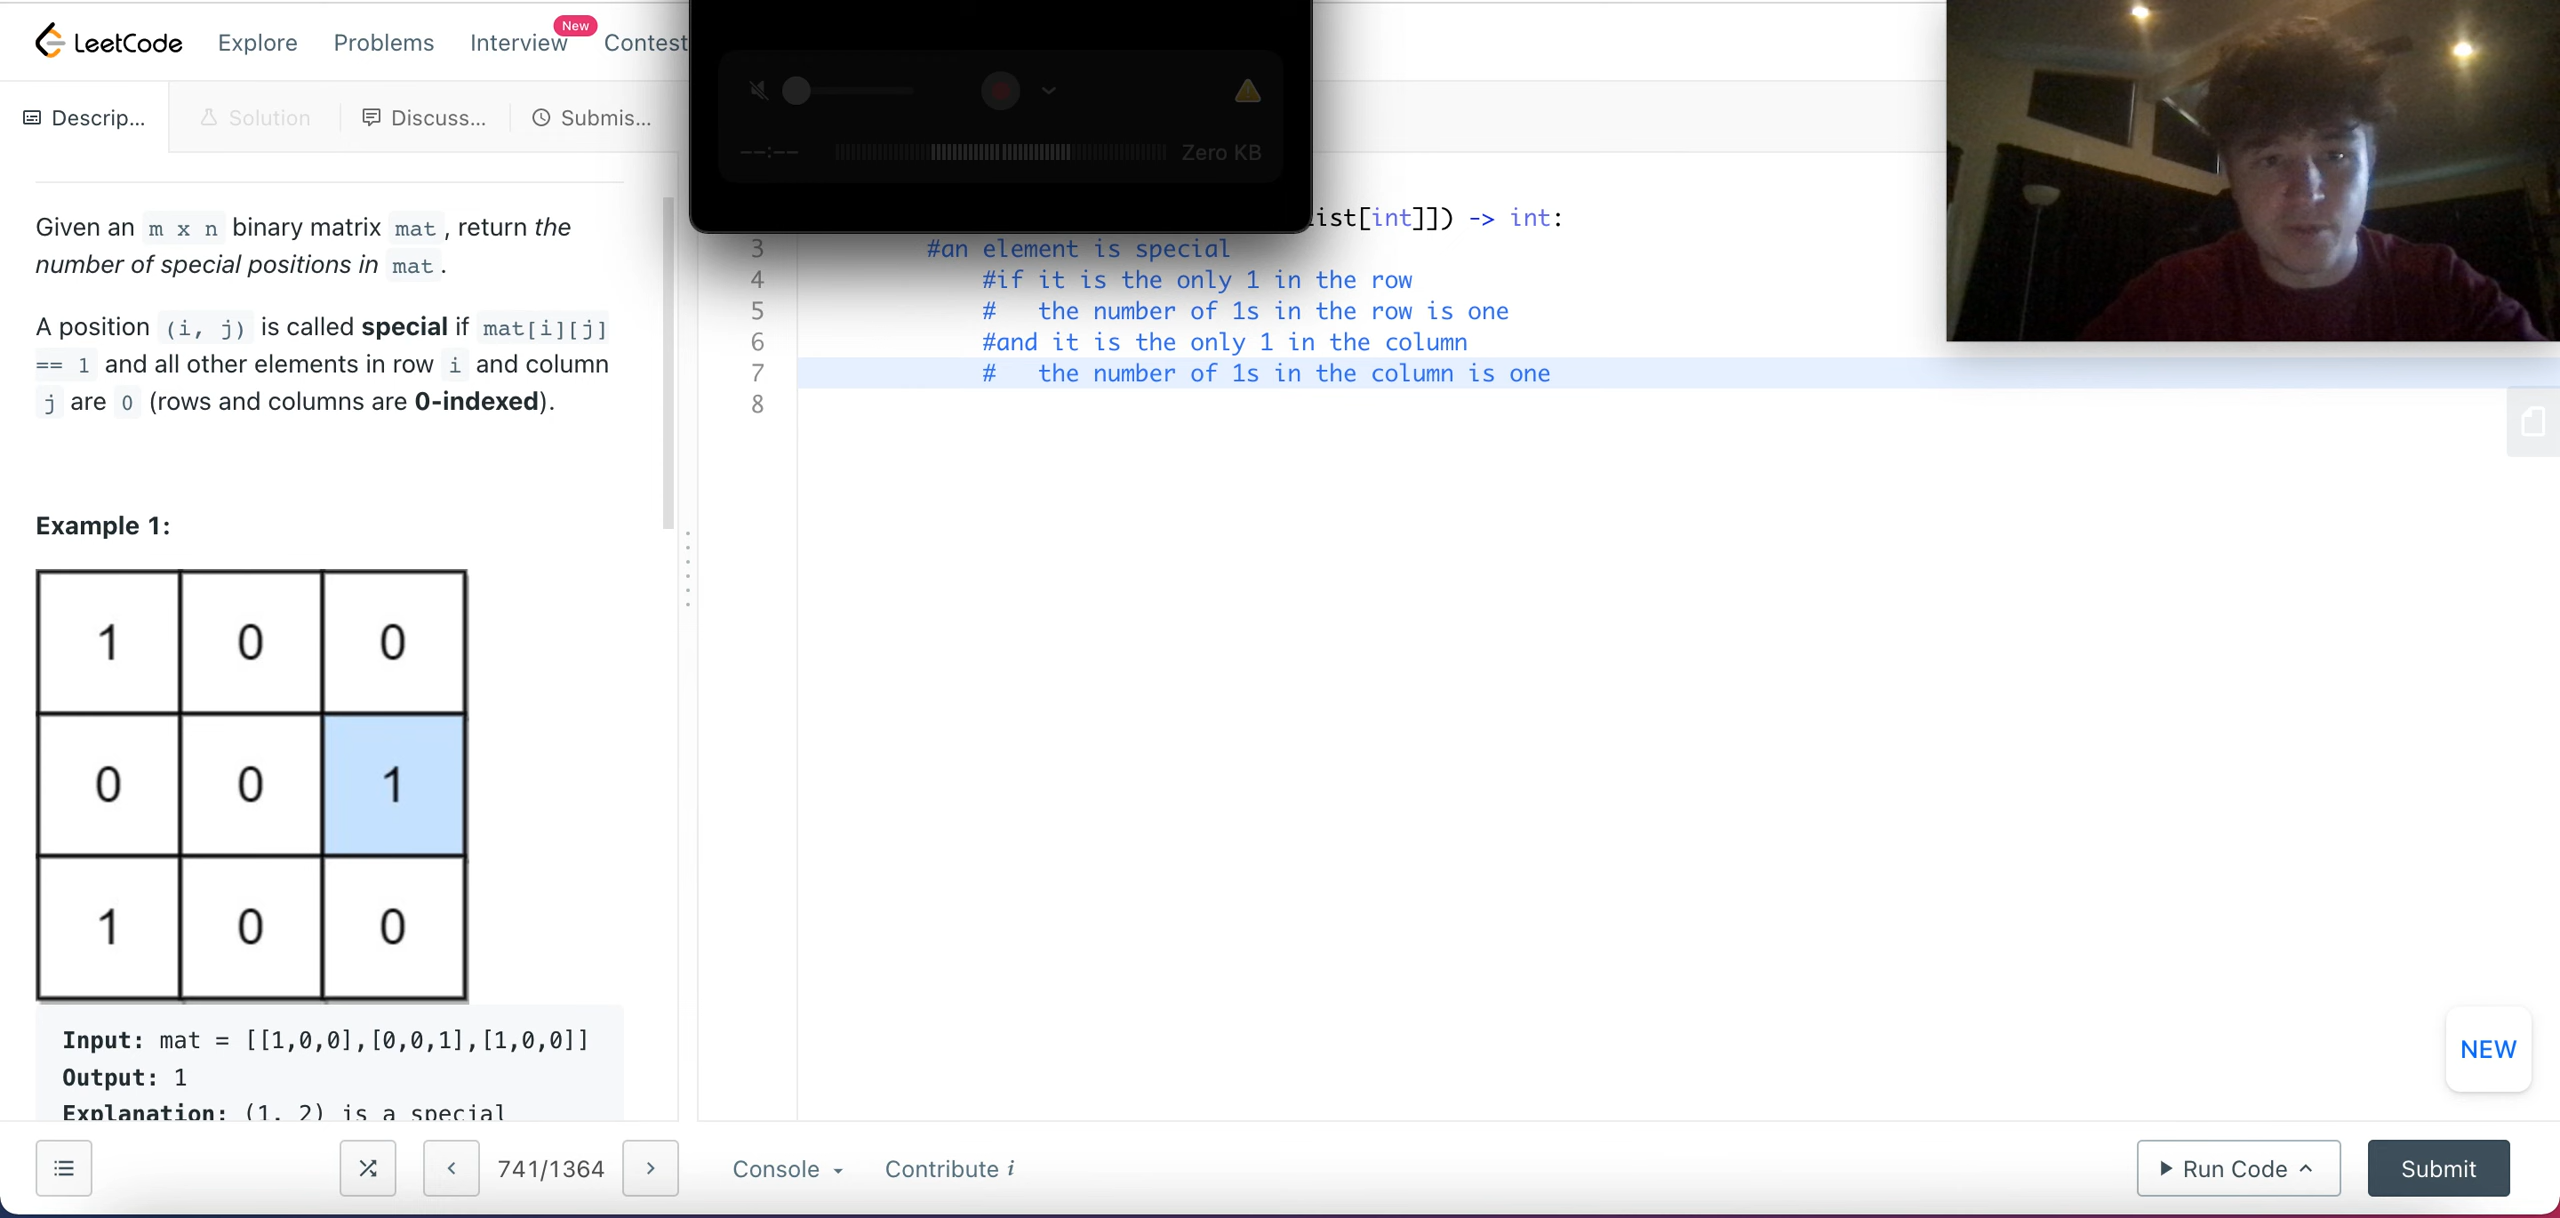 LeetCode Explore Problems Interview New Contest
Descrip... Solution Discuss... Submis...
Given an m x n binary matrix mat, return the
number of special positions in mat.
A position (i, j) is called special if mat[i][j]
== 1 and all other elements in row i and column
j are 0 (rows and columns are 0-indexed).
Example 1:
1 0 0
0 0 1
1 0 0
Input: mat = [[1,0,0],[0,0,1],[1,0,0]]
Output: 1
Explanation: (1, 2) is a special
741/1364
--:-- Zero KB
ist[int]]) -> int:
3 #an element is special
4 #if it is the only 1 in the row
5 # the number of 1s in the row is one
6 #and it is the only 1 in the column
7 # the number of 1s in the column is one
8
NEW
Console Contribute i
Run Code Submit